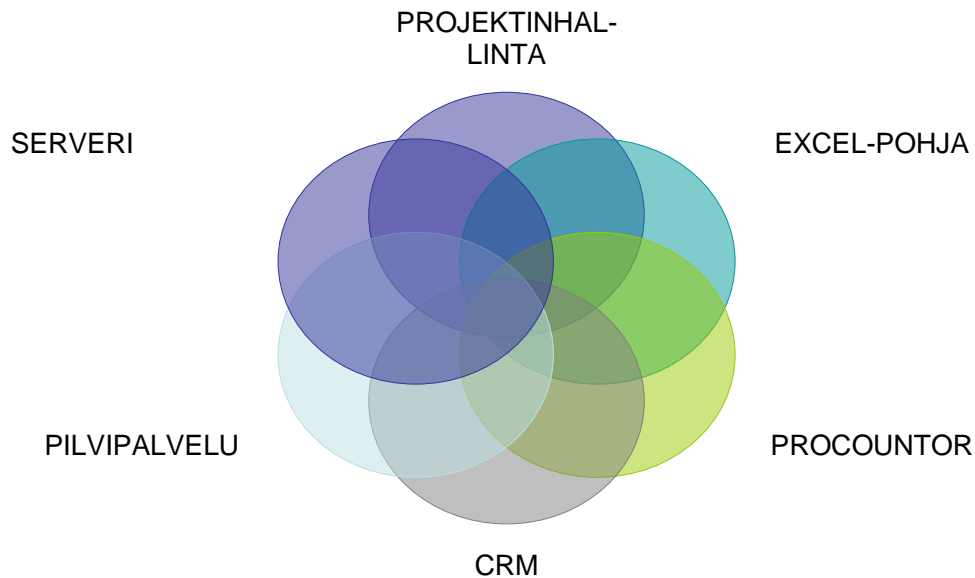 PROJEKTINHAL-
LINTA
SERVERI
EXCEL-POHJA
PILVIPALVELU
PROCOUNTOR
CRM